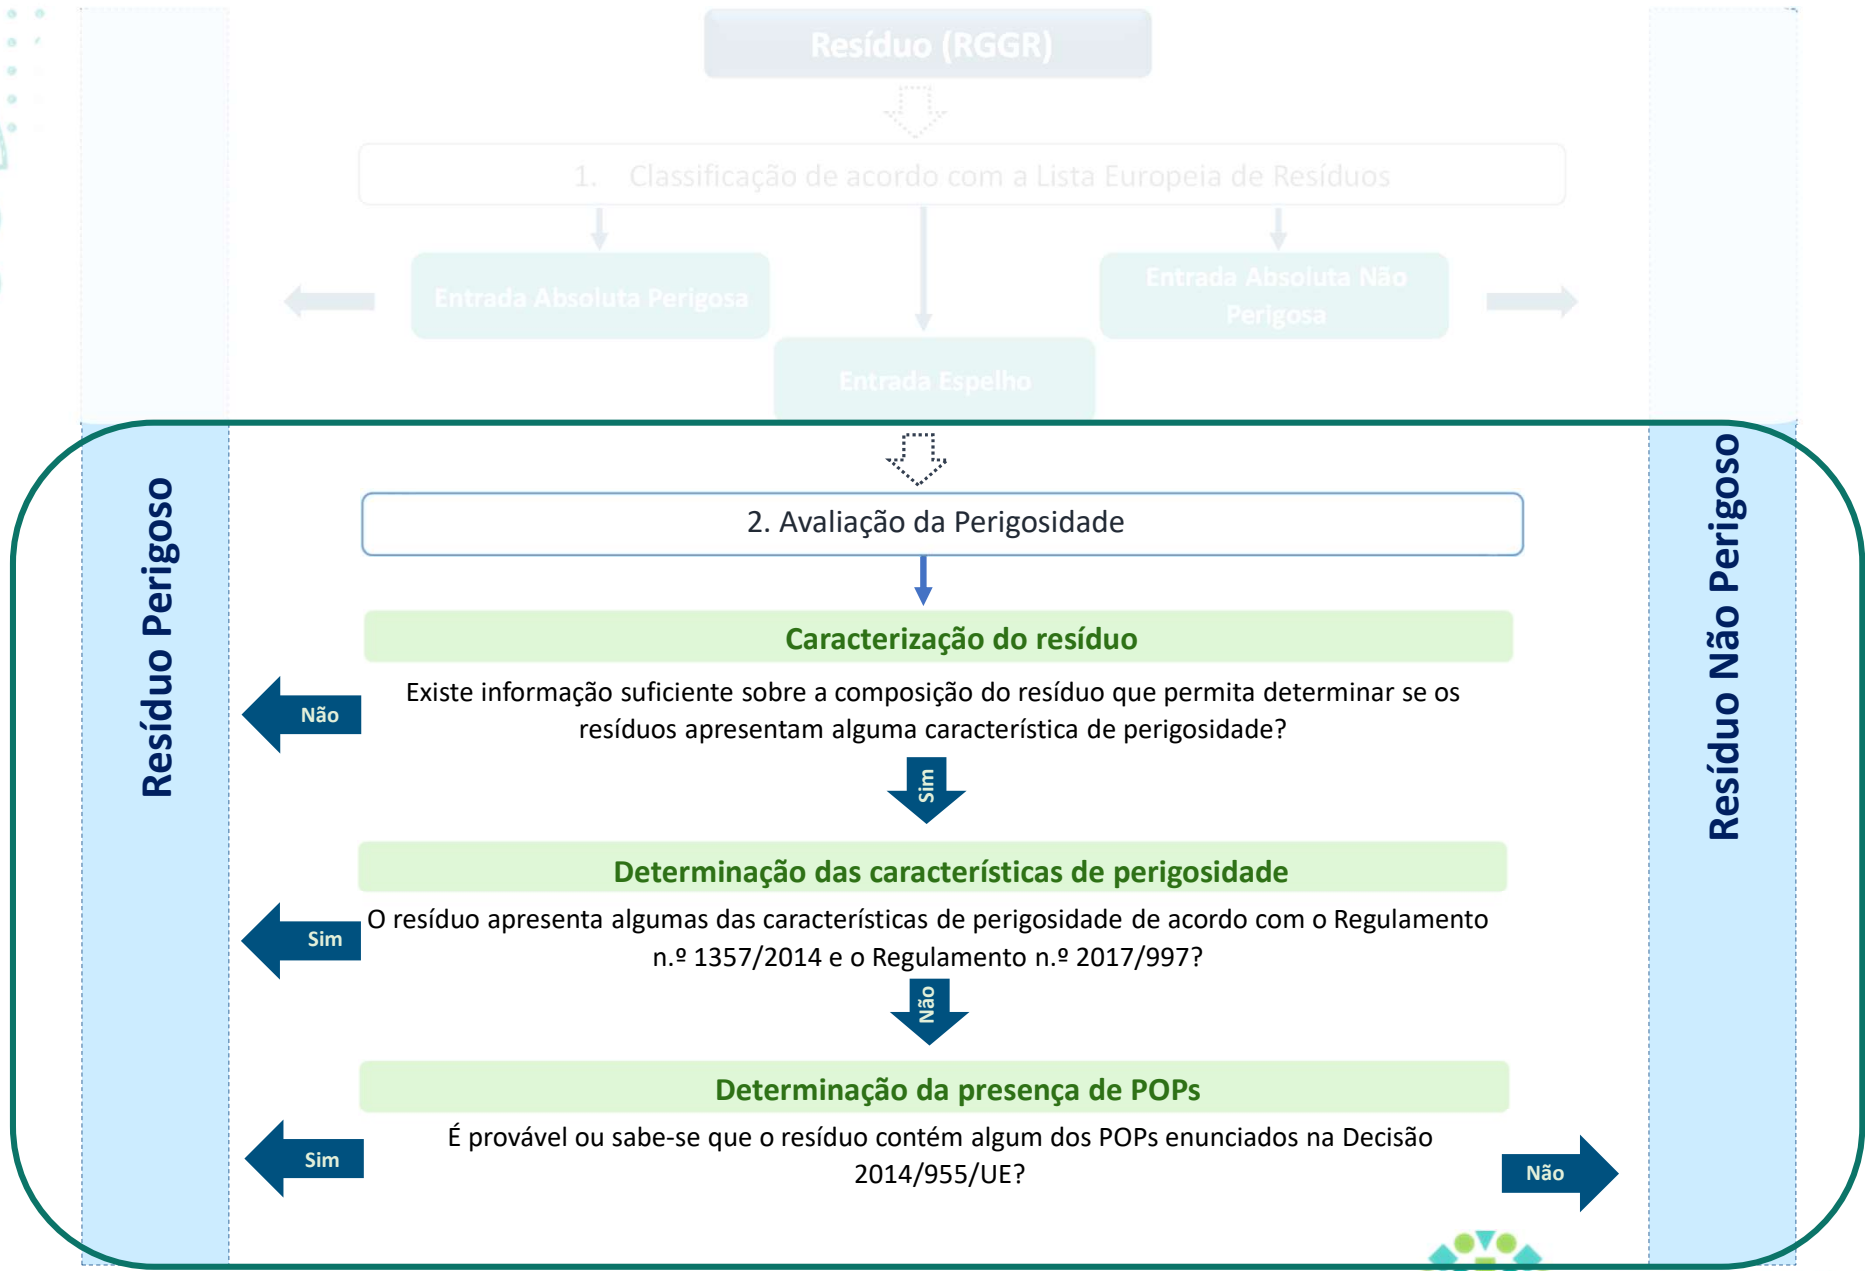 Resíduo (RGGR)
1. Classificação de acordo com a Lista Europeia de Resíduos
Entrada Absoluta Perigosa
Entrada Absoluta Não
Perigosa
Entrada Espelho
Resíduo Perigoso
Resíduo Não Perigoso
2. Avaliação da Perigosidade
Caracterização do resíduo
Existe informação suficiente sobre a composição do resíduo que permita determinar se os
resíduos apresentam alguma característica de perigosidade?
Não
Sim
Determinação das características de perigosidade
O resíduo apresenta algumas das características de perigosidade de acordo com o Regulamento
n.º 1357/2014 e o Regulamento n.º 2017/997?
Sim
Não
Determinação da presença de POPs
É provável ou sabe-se que o resíduo contém algum dos POPs enunciados na Decisão
2014/955/UE?
Sim
Não